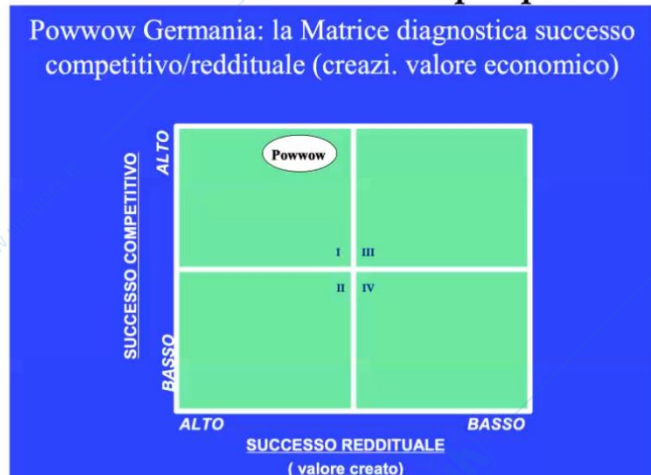 Powwow Germania: la Matrice diagnostica successo
competitivo/reddituale (creazi. valore economico)
SUCCESSO COMPETITIVO
ALTO
BASSO
Powwow
I
III
II
IV
ALTO
BASSO
SUCCESSO REDDITUALE
( valore creato)